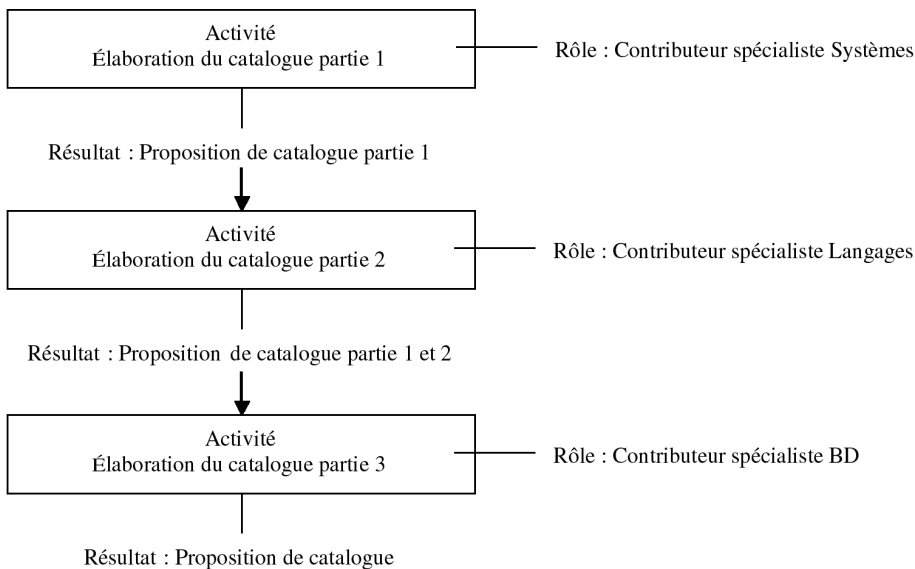 Activité
Élaboration du catalogue partie 1
Rôle : Contributeur spécialiste Systèmes
Résultat : Proposition de catalogue partie 1
Activité
Élaboration du catalogue partie 2
Rôle : Contributeur spécialiste Langages
Résultat : Proposition de catalogue partie 1 et 2
Activité
Élaboration du catalogue partie 3
Rôle : Contributeur spécialiste BD
Résultat : Proposition de catalogue